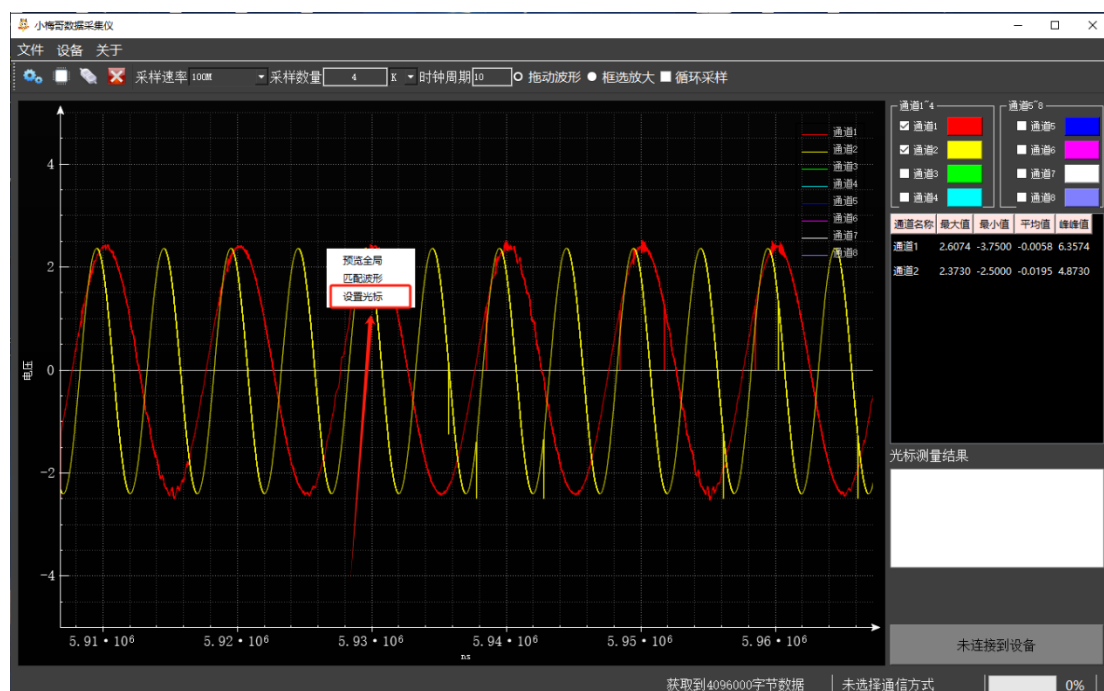 小梅哥数据采集仪
文件 设备 关于
采样速率 100M 采样数量 4 K 时钟周期 10 拖动波形 框选放大 循环采样
通道1~4 通道5~8
通道1 通道5
通道2 通道6
通道3 通道7
通道4 通道8
通道1
通道2
通道3
通道4
通道5
通道6
通道7
通道8
预览全局
匹配波形
设置光标
通道名称 最大值 最小值 平均值 峰峰值
通道1 2.6074 -3.7500 -0.0058 6.3574
通道2 2.3730 -2.5000 -0.0195 4.8730
光标测量结果
电压
4
2
0
-2
-4
5.91•10⁶ 5.92•10⁶ 5.93•10⁶ 5.94•10⁶ 5.95•10⁶ 5.96•10⁶
ns
未连接到设备
获取到4096000字节数据 未选择通信方式 0%